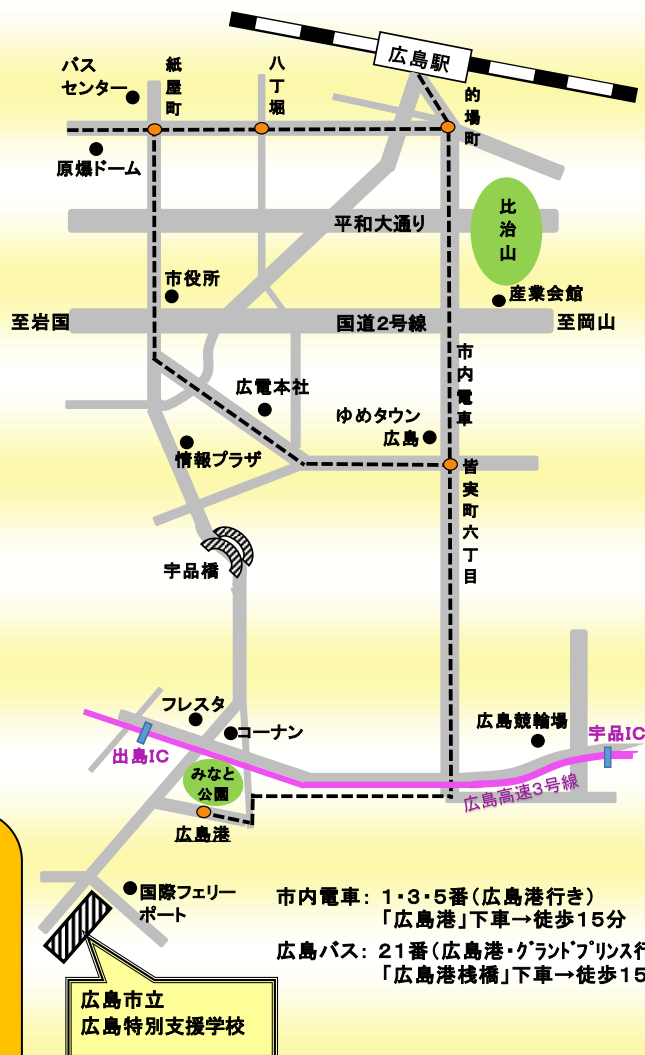 広島駅
バス
センター
紙屋町
八丁堀
的場町
原爆ドーム
平和大通り
比治山
市役所
産業会館
至岩国
国道2号線
至岡山
市内電車
広電本社
ゆめタウン
広島
情報プラザ
皆実町六丁目
宇品橋
フレスタ
コーナン
広島競輪場
宇品IC
出島IC
みなと
公園
広島高速3号線
広島港
国際フェリー
ポート
市内電車: 1・3・5番(広島港行き)
「広島港」下車→徒歩15分
広島バス: 21番(広島港・グランドプリンス行
「広島港桟橋」下車→徒歩15
広島市立
広島特別支援学校